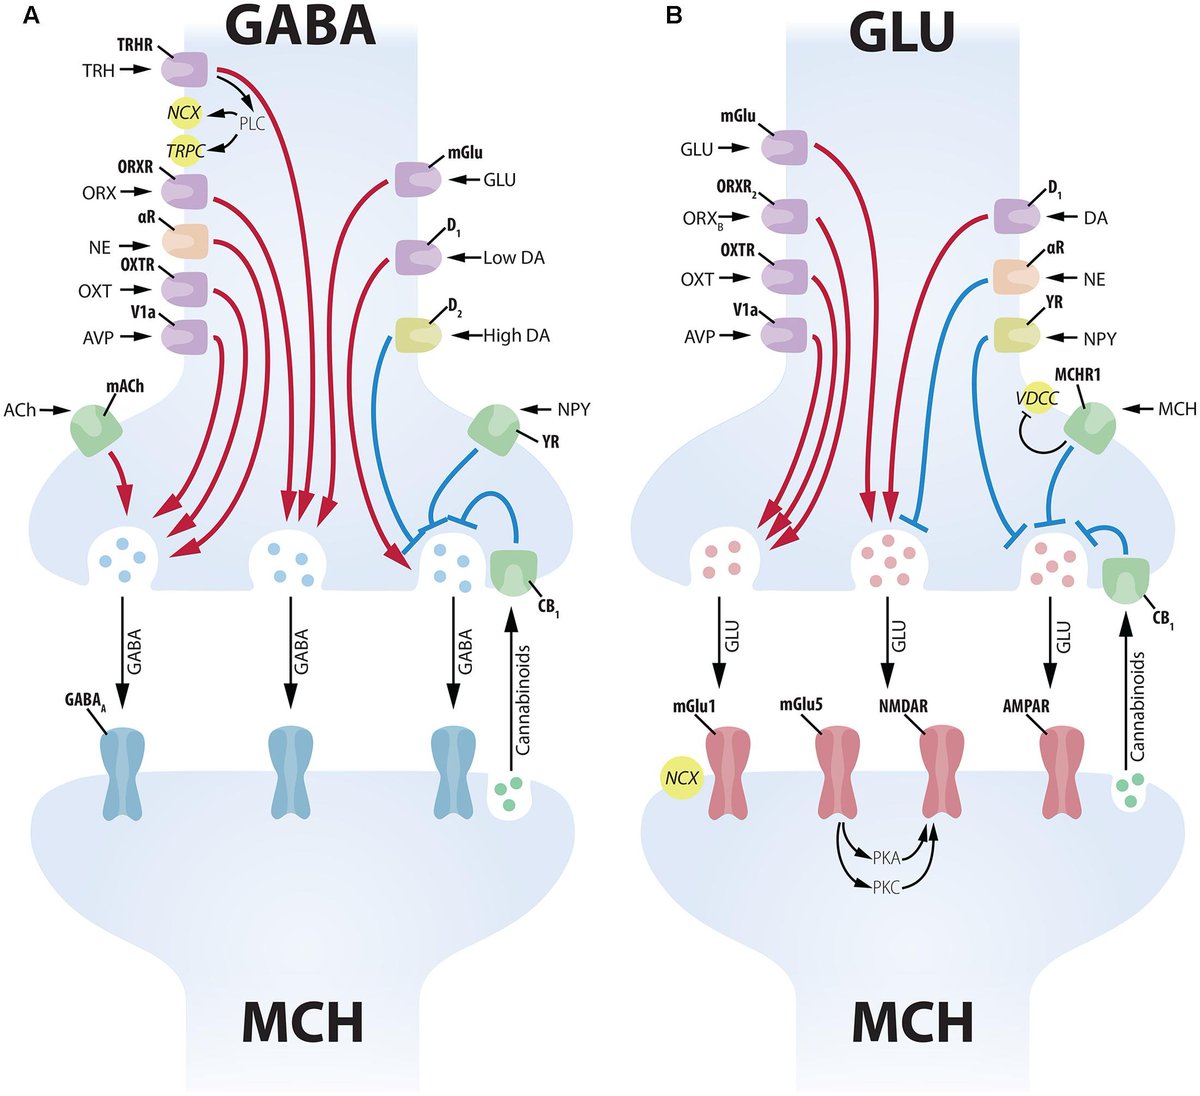 A
GABA
TRHR
TRH
NCX
PLC
TRPC
ORXR
ORX
αR
NE
OXTR
OXT
V1a
AVP
mGlu
GLU
D1
Low DA
D2
High DA
mACh
ACh
NPY
YR
CB1
GABA
GABA
GABA
Cannabinoids
GABAA
MCH
B
GLU
mGlu
GLU
ORXR2
ORXB
OXTR
OXT
V1a
AVP
D1
DA
αR
NE
YR
NPY
MCHR1
VDCC
MCH
CB1
GLU
GLU
GLU
Cannabinoids
mGlu1
mGlu5
NMDAR
AMPAR
NCX
PKA
PKC
MCH